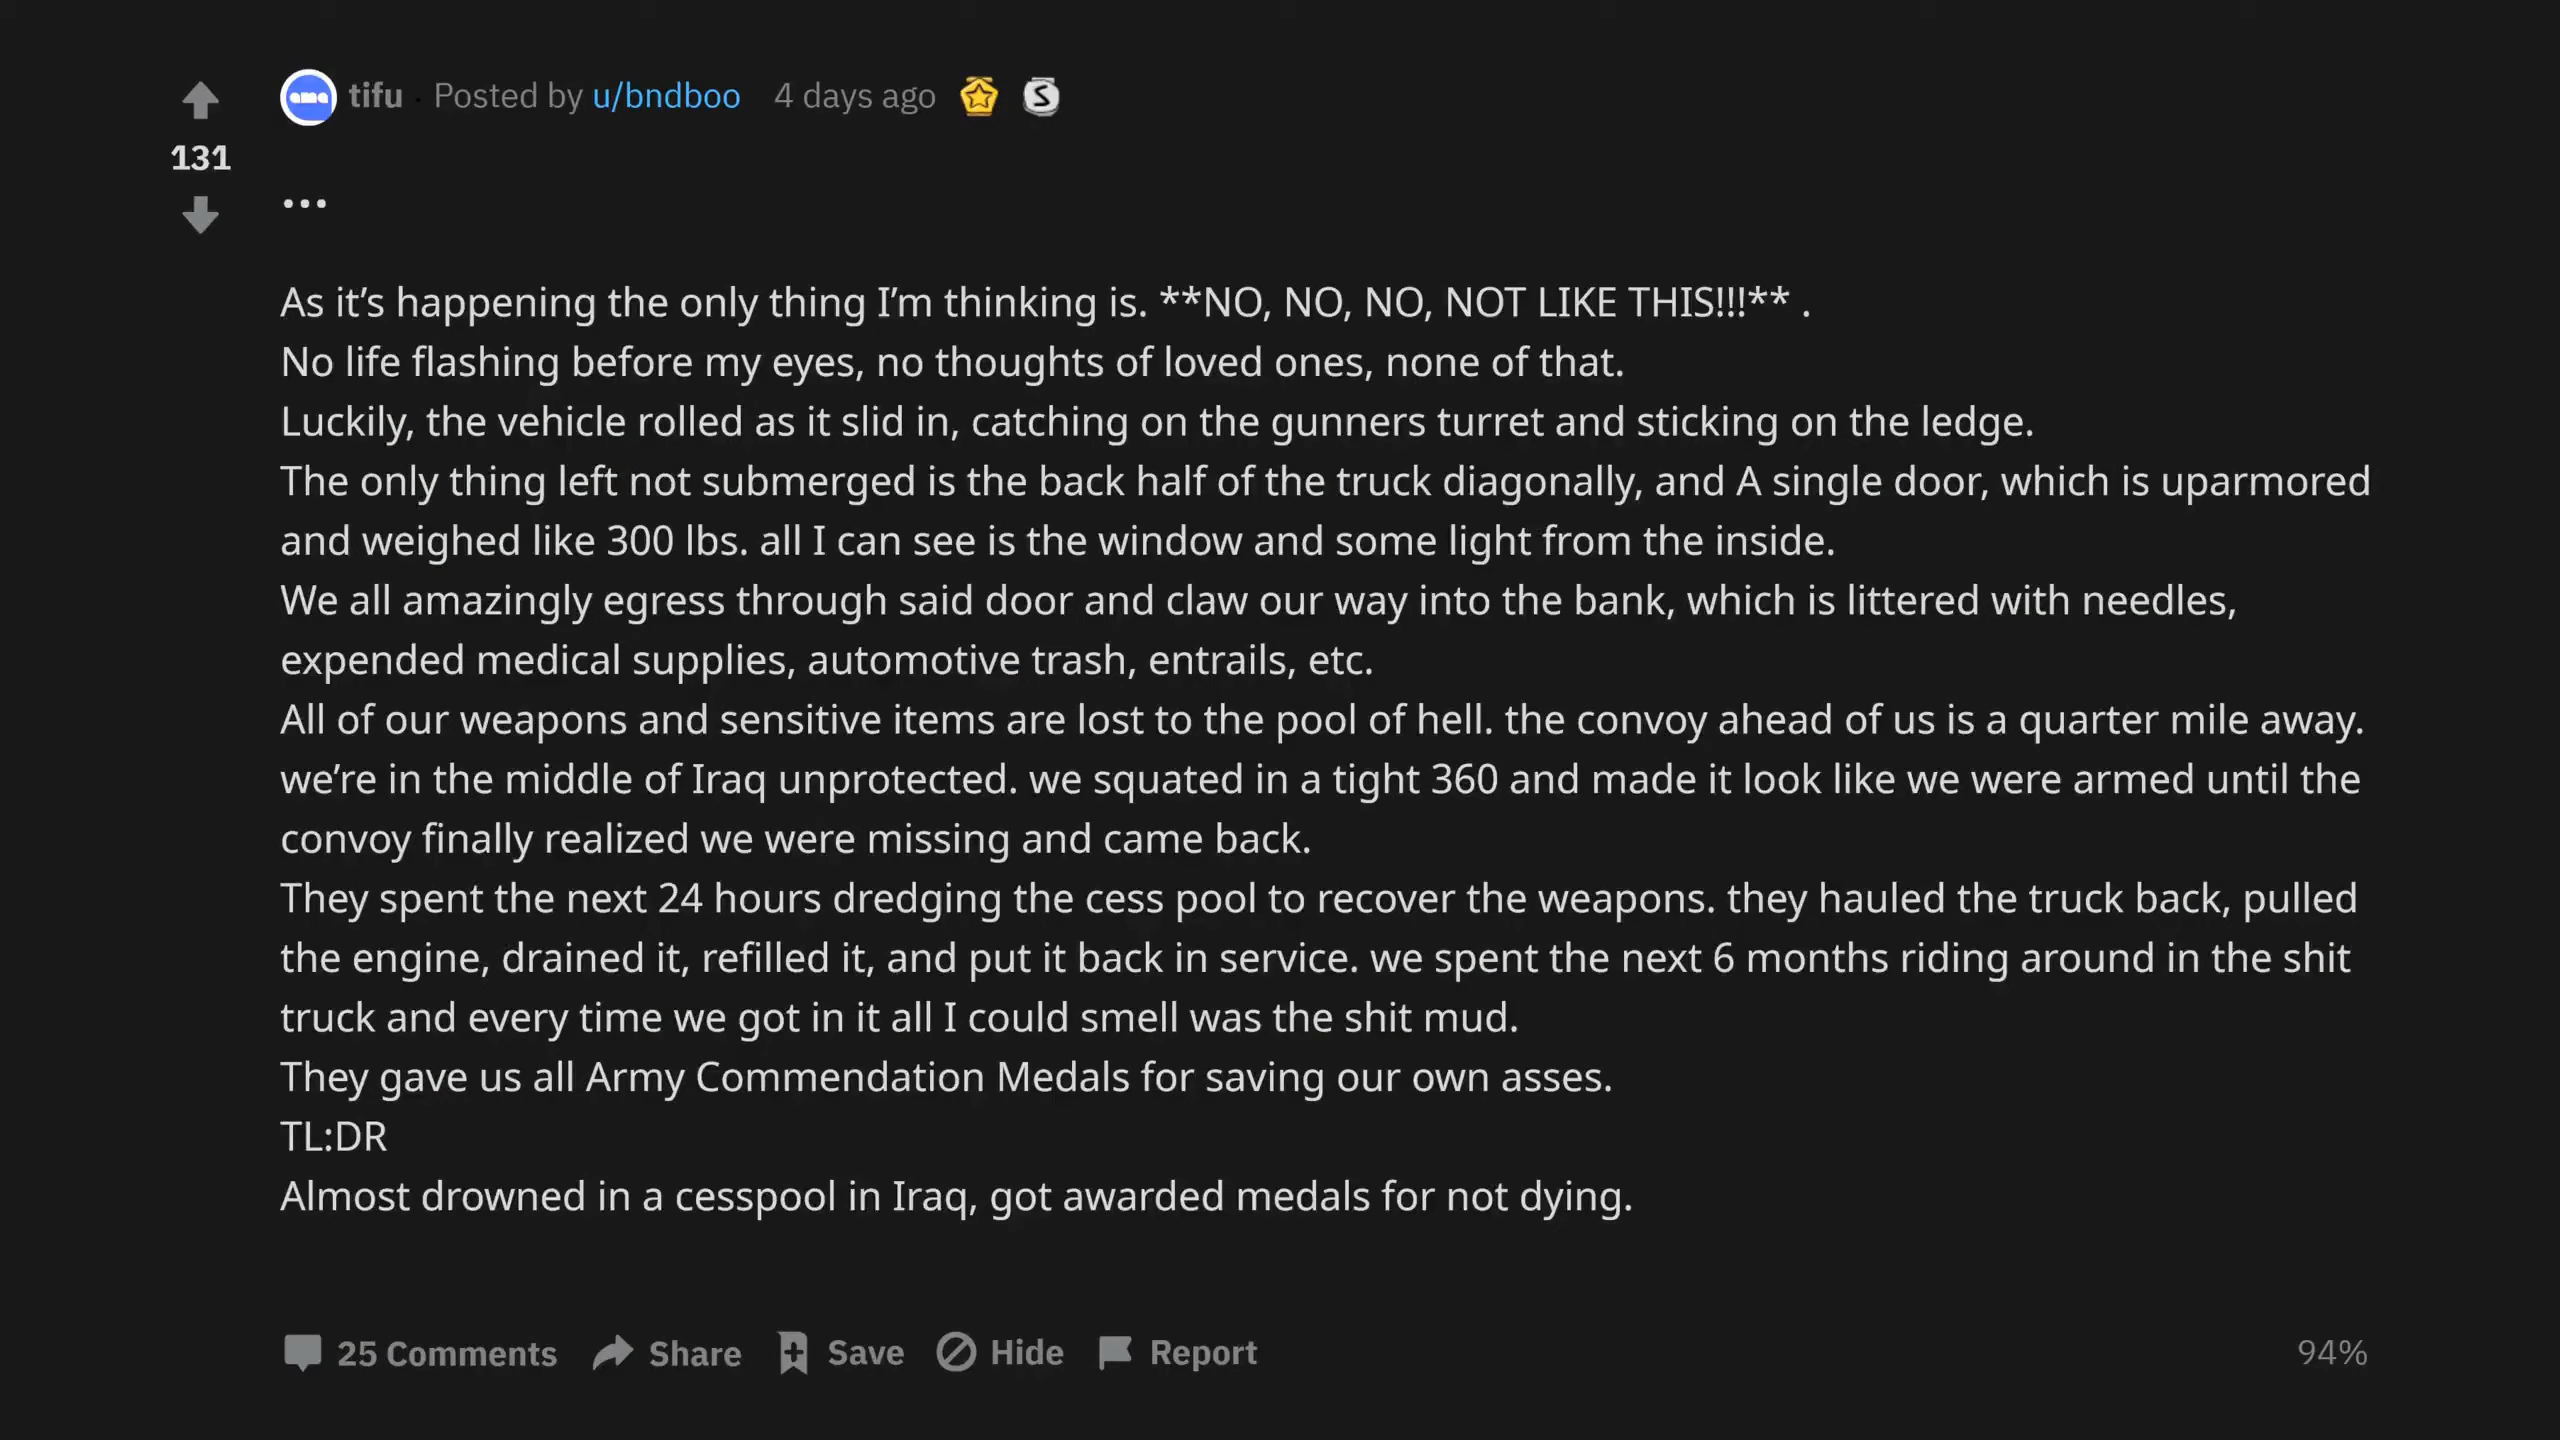 tifu · Posted by u/bndboo 4 days ago
131
...
As it’s happening the only thing I’m thinking is. **NO, NO, NO, NOT LIKE THIS!!!** .
No life flashing before my eyes, no thoughts of loved ones, none of that.
Luckily, the vehicle rolled as it slid in, catching on the gunners turret and sticking on the ledge.
The only thing left not submerged is the back half of the truck diagonally, and A single door, which is uparmored
and weighed like 300 lbs. all I can see is the window and some light from the inside.
We all amazingly egress through said door and claw our way into the bank, which is littered with needles,
expended medical supplies, automotive trash, entrails, etc.
All of our weapons and sensitive items are lost to the pool of hell. the convoy ahead of us is a quarter mile away.
we’re in the middle of Iraq unprotected. we squated in a tight 360 and made it look like we were armed until the
convoy finally realized we were missing and came back.
They spent the next 24 hours dredging the cess pool to recover the weapons. they hauled the truck back, pulled
the engine, drained it, refilled it, and put it back in service. we spent the next 6 months riding around in the shit
truck and every time we got in it all I could smell was the shit mud.
They gave us all Army Commendation Medals for saving our own asses.
TL:DR
Almost drowned in a cesspool in Iraq, got awarded medals for not dying.
25 Comments Share Save Hide Report 94%